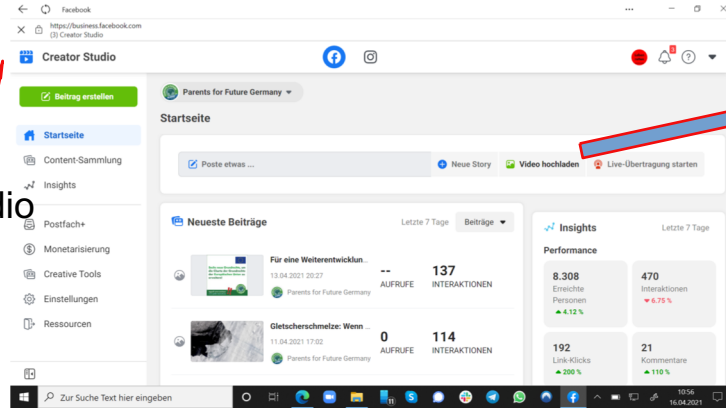 Facebook
https://business.facebook.com
(3) Creator Studio
Creator Studio
3
Beitrag erstellen
Parents for Future Germany
Startseite
Startseite
Content-Sammlung
Insights
dio
Postfach+
Monetarisierung
Creative Tools
Einstellungen
Ressourcen
Poste etwas ...
Neue Story
Video hochladen
Live-Übertragung starten
Neueste Beiträge
Letzte 7 Tage
Beiträge
Für eine Weiterentwicklun...
13.04.2021 20:27
Parents for Future Germany
--
AUFRUFE
137
INTERAKTIONEN
Gletscherschmelze: Wenn ...
11.04.2021 17:02
Parents for Future Germany
0
AUFRUFE
114
INTERAKTIONEN
Insights
Letzte 7 Tage
Performance
8.308
Erreichte
Personen
4.12 %
470
Interaktionen
6.75 %
192
Link-Klicks
200 %
21
Kommentare
110 %
Zur Suche Text hier eingeben
10:56
16.04.2021